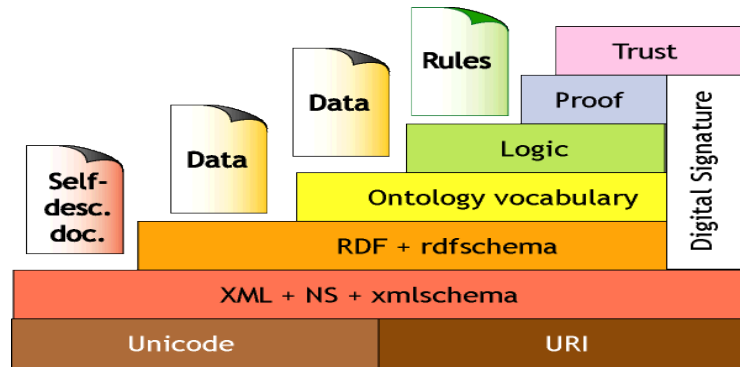 Trust
Rules
Proof
Data
Logic
Data
Self-
desc.
doc.
Ontology vocabulary
Digital Signature
RDF + rdfschema
XML + NS + xmlschema
Unicode
URI